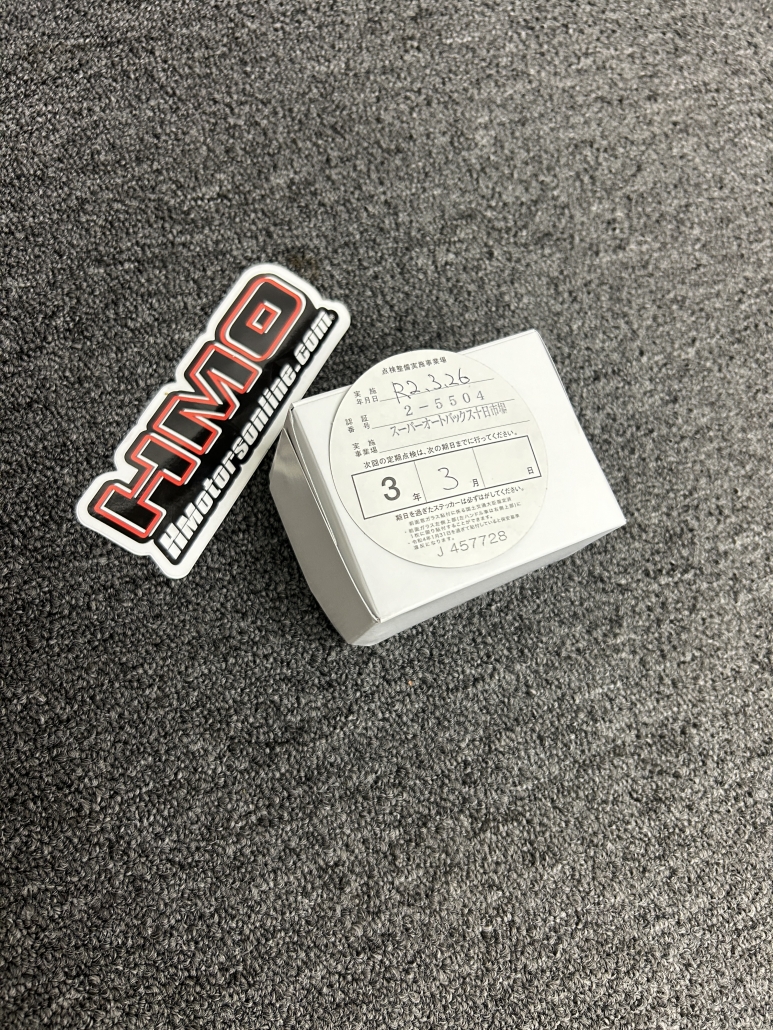 HMO
HMotorsonline.com
点検整備実施事業場
実施年月日 R2.3.26
認証番号 2-5504
実施事業場 スーパーオートバックス十日市場
次回の定期点検は、次の期日までに行ってください。
3年 3月 日
期日を過ぎたステッカーは必ずはがしてください。
J 457728